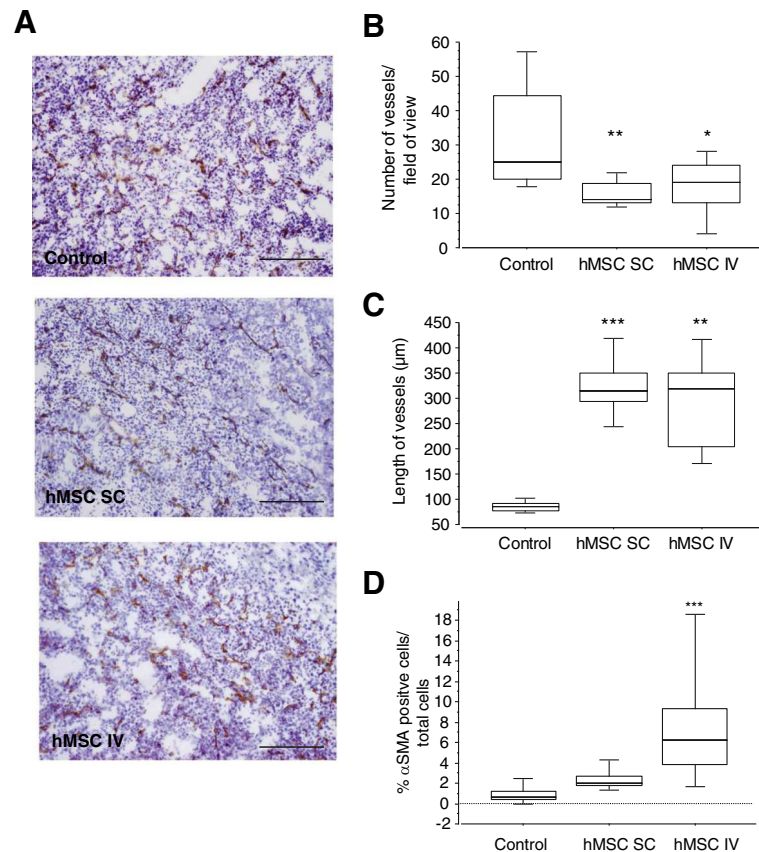 A
Control
hMSC SC
hMSC IV
B
Number of vessels/
field of view
60
50
40
30
20
10
0
**
*
Control hMSC SC hMSC IV
C
Length of vessels (µm)
450
400
350
300
250
200
150
100
50
***
**
Control hMSC SC hMSC IV
D
% αSMA positve cells/
total cells
18
16
14
12
10
8
6
4
2
0
-2
***
Control hMSC SC hMSC IV